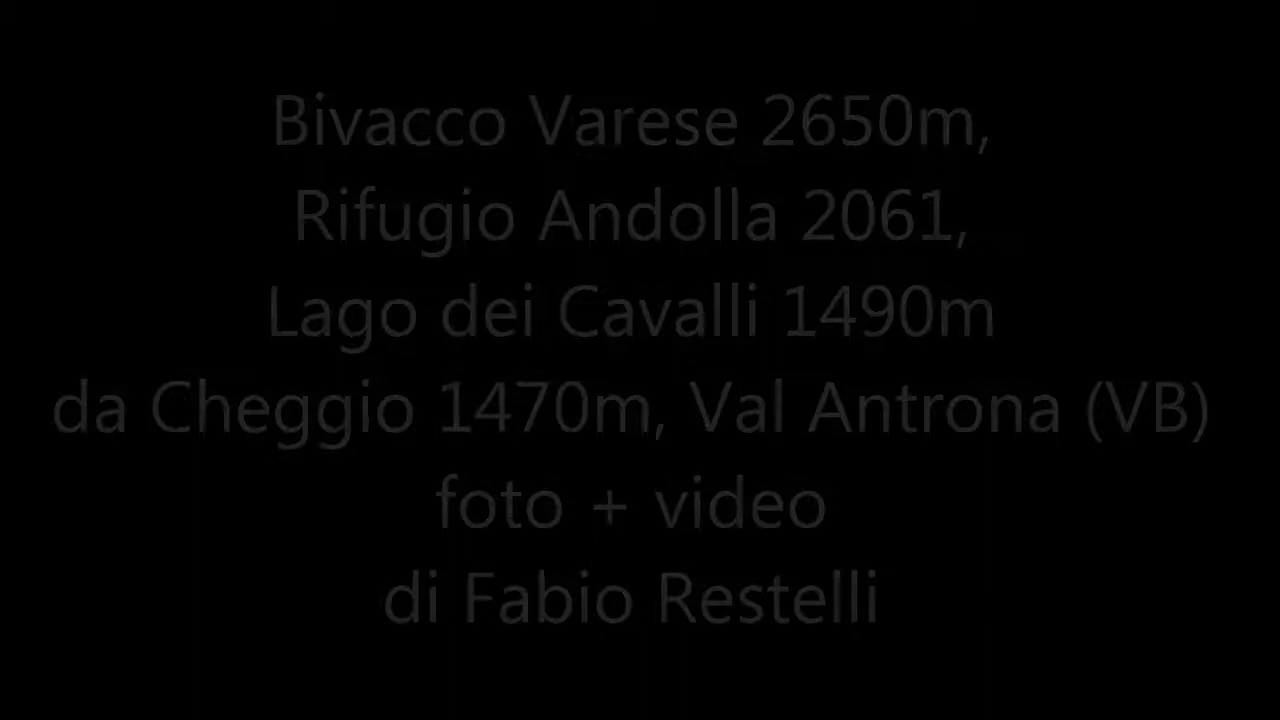 Bivacco Varese 2650m,
Rifugio Andolla 2061,
Lago dei Cavalli 1490m
da Cheggio 1470m, Val Antrona (VB)
foto + video
di Fabio Restelli